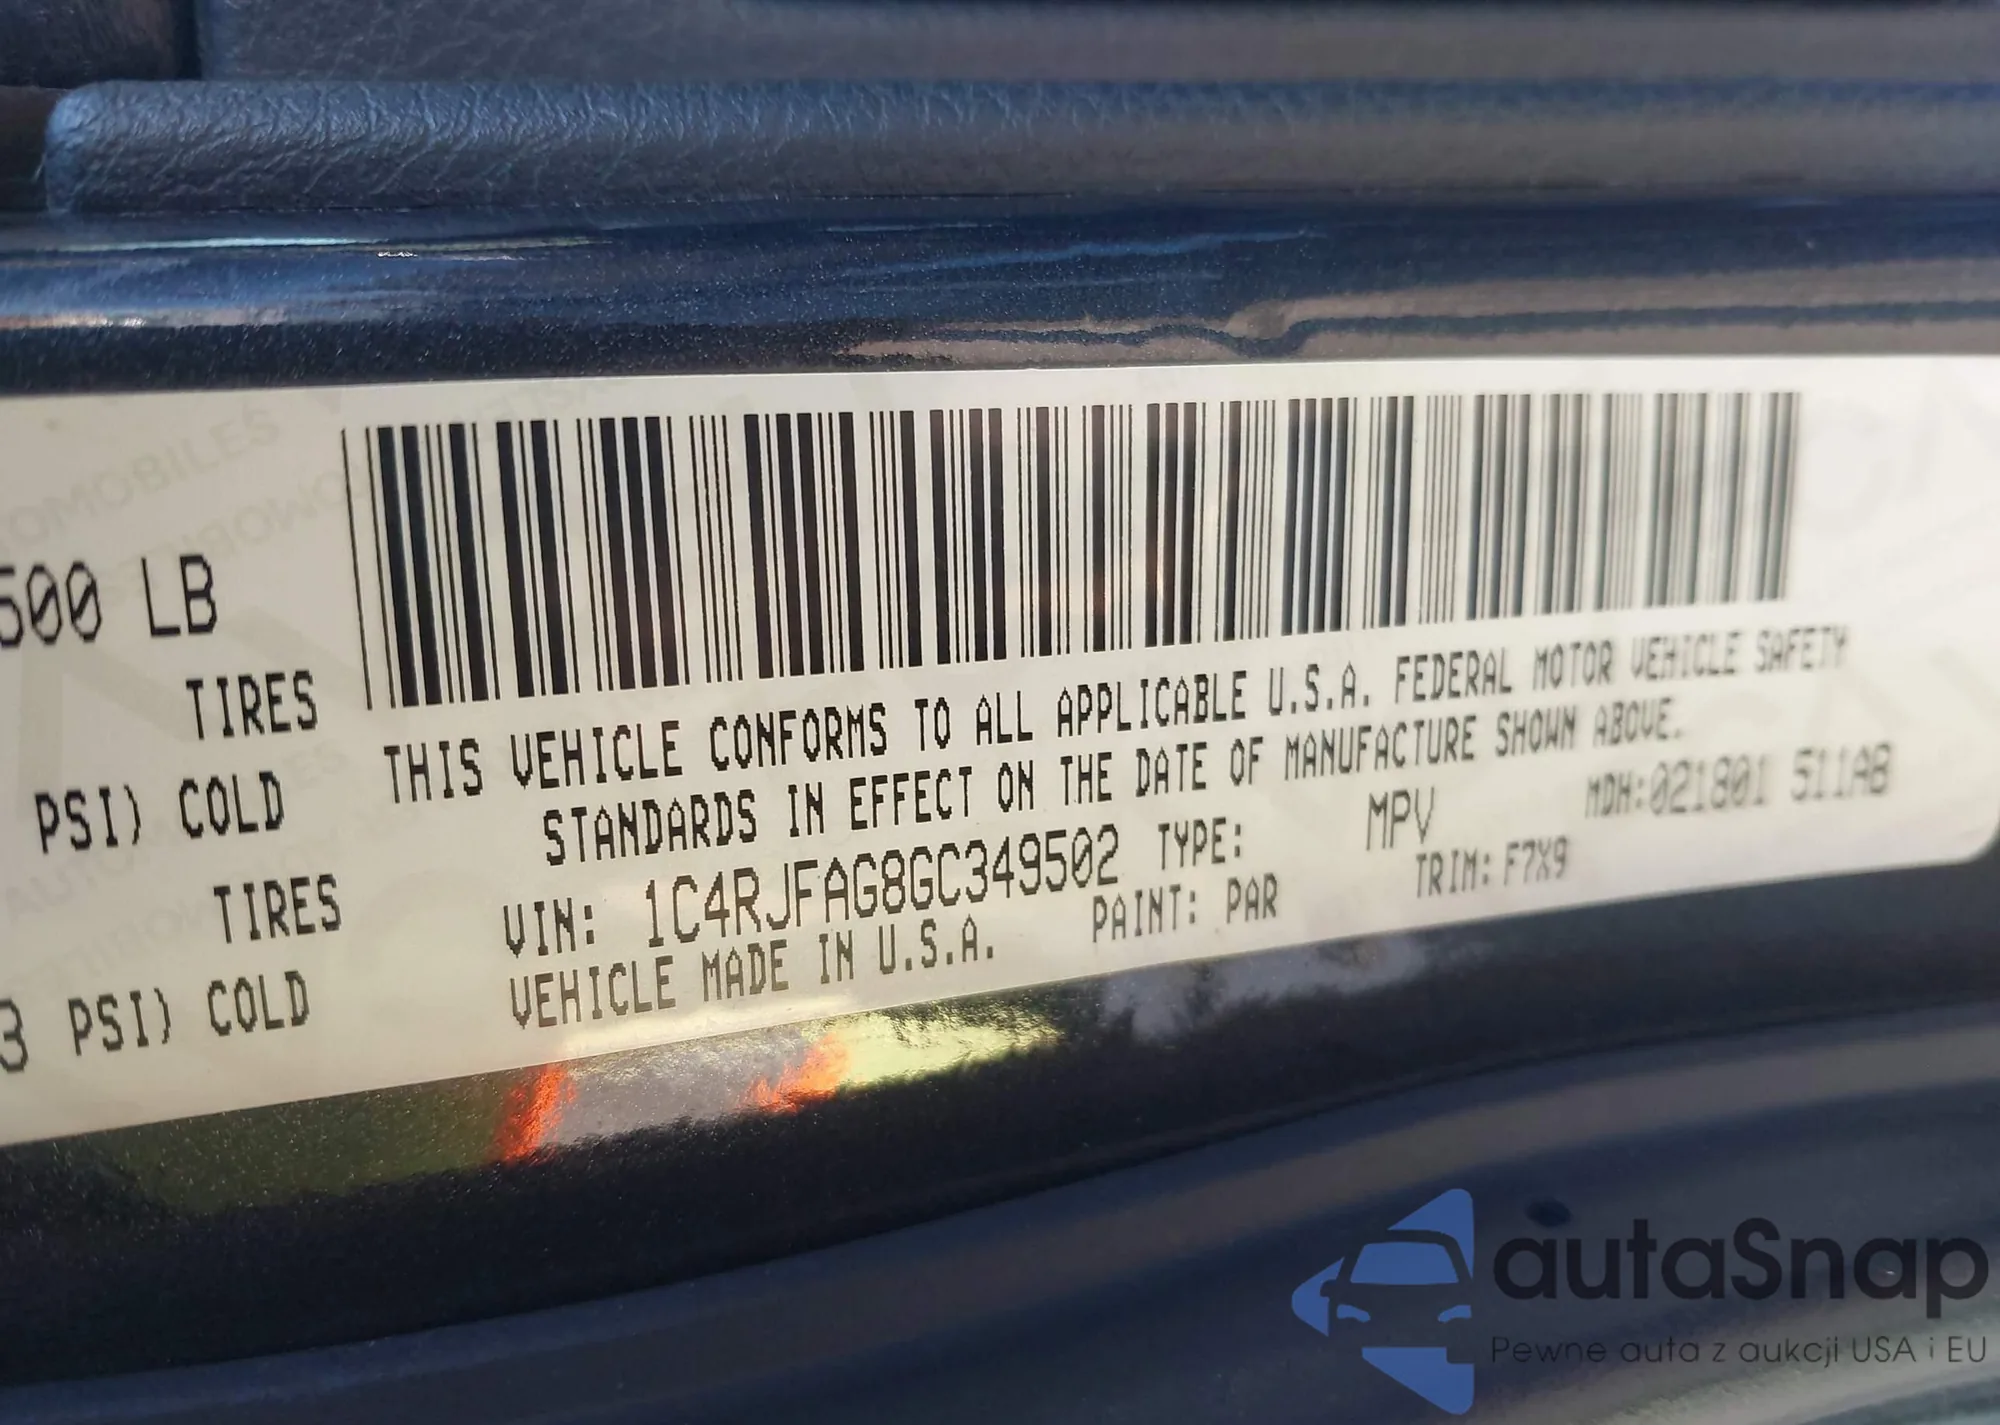 500 LB
TIRES
PSI) COLD
TIRES
3 PSI) COLD
THIS VEHICLE CONFORMS TO ALL APPLICABLE U.S.A. FEDERAL MOTOR VEHICLE SAFETY
STANDARDS IN EFFECT ON THE DATE OF MANUFACTURE SHOWN ABOVE.
MDH:021801 511AB
VIN: 1C4RJFAG8GC349502 TYPE: MPV
VEHICLE MADE IN U.S.A. PAINT: PAR TRIM: F7X9
autaSnap
Pewne auta z aukcji USA i EU